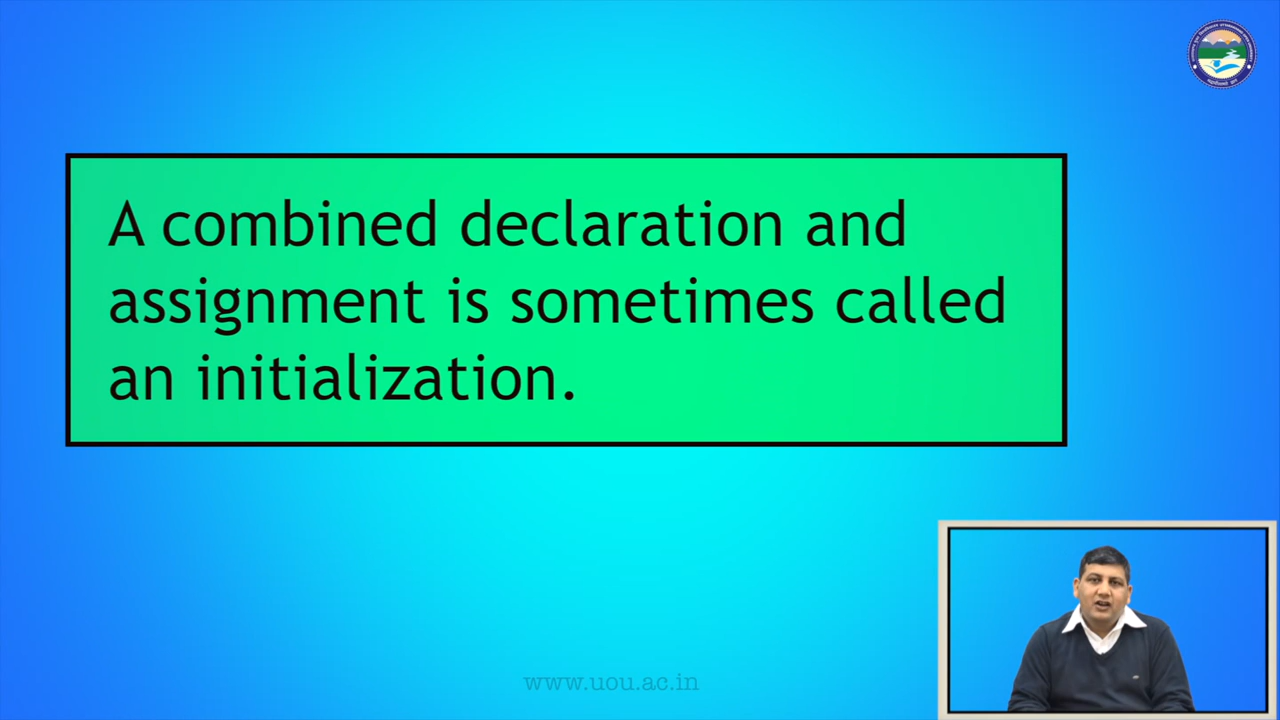 A combined declaration and
assignment is sometimes called
an initialization.
www.uou.ac.in